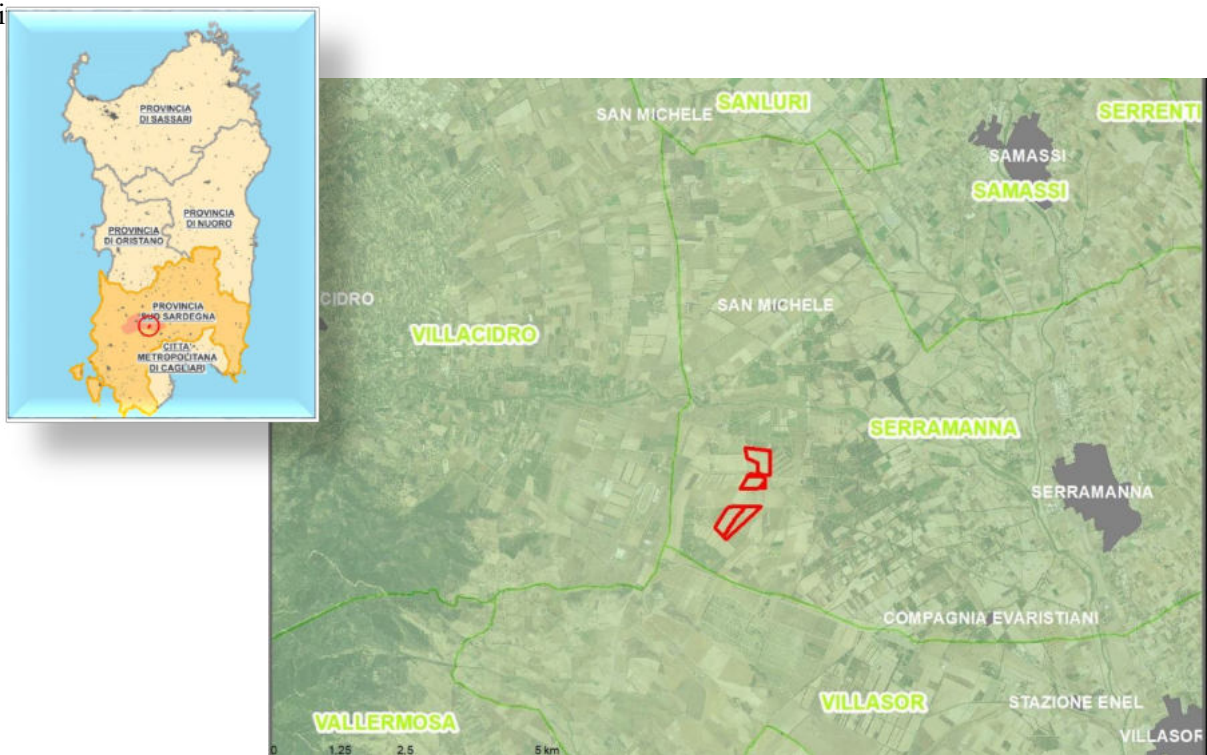 i
PROVINCIA
DI SASSARI
PROVINCIA
DI NUORO
PROVINCIA
DI ORISTANO
PROVINCIA
SUD SARDEGNA
CITTA'
METROPOLITANA
DI CAGLIARI
SAN MICHELE
SANLURI
SERRENTI
SAMASSI
SAMASSI
CIDRO
SAN MICHELE
VILLACIDRO
SERRAMANNA
SERRAMANNA
COMPAGNIA EVARISTIANI
VILLASOR
STAZIONE ENEL
VALLERMOSA
VILLASOR
0 1,25 2,5 5 km